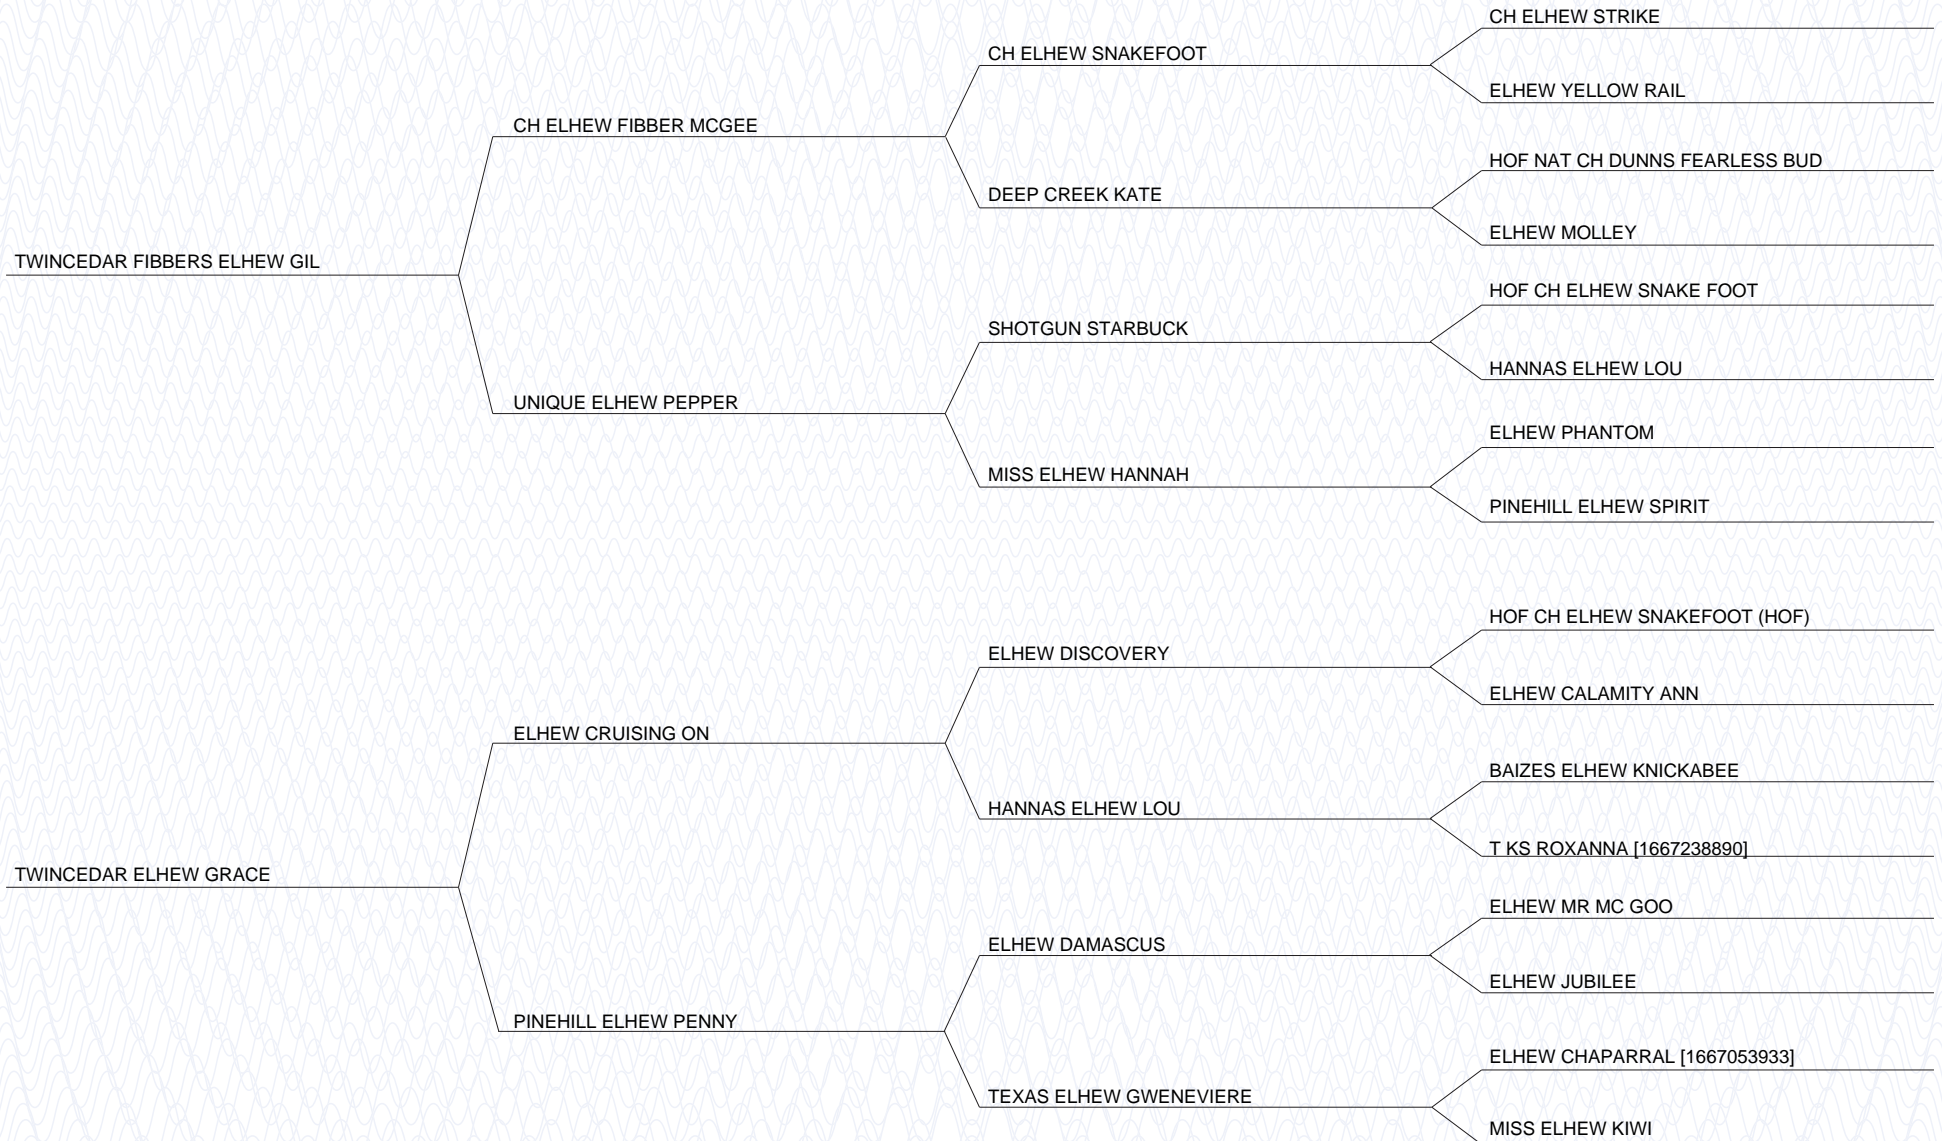 CH ELHEW STRIKE
CH ELHEW SNAKEFOOT
ELHEW YELLOW RAIL
CH ELHEW FIBBER MCGEE
HOF NAT CH DUNNS FEARLESS BUD
DEEP CREEK KATE
ELHEW MOLLEY
TWINCEDAR FIBBERS ELHEW GIL
HOF CH ELHEW SNAKE FOOT
SHOTGUN STARBUCK
HANNAS ELHEW LOU
UNIQUE ELHEW PEPPER
ELHEW PHANTOM
MISS ELHEW HANNAH
PINEHILL ELHEW SPIRIT
HOF CH ELHEW SNAKEFOOT (HOF)
ELHEW DISCOVERY
ELHEW CALAMITY ANN
ELHEW CRUISING ON
BAIZES ELHEW KNICKABEE
HANNAS ELHEW LOU
T KS ROXANNA [1667238890]
TWINCEDAR ELHEW GRACE
ELHEW MR MC GOO
ELHEW DAMASCUS
ELHEW JUBILEE
PINEHILL ELHEW PENNY
ELHEW CHAPARRAL [1667053933]
TEXAS ELHEW GWENEVIERE
MISS ELHEW KIWI